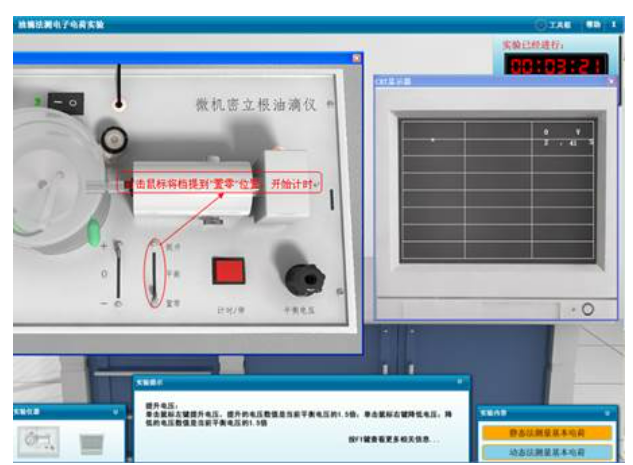 油滴法测电子电荷实验
工具箱 帮助 X
实验已经进行:
00:03:21
CRT显示器
微机密立根油滴仪
0 V
击鼠标将档提到"置零"位置 开始计时
+
提升
0
平衡
-
置零
计时/停
平衡电压
实验提示
提升电压:
单击鼠标左键提升电压,提升的电压数值是当前平衡电压的1.5倍;单击鼠标右键降低电压,降
低的电压数值是当前平衡电压的1.5倍
按F1键查看更多相关信息...
实验仪器
实验内容
静态法测量基本电荷
动态法测量基本电荷